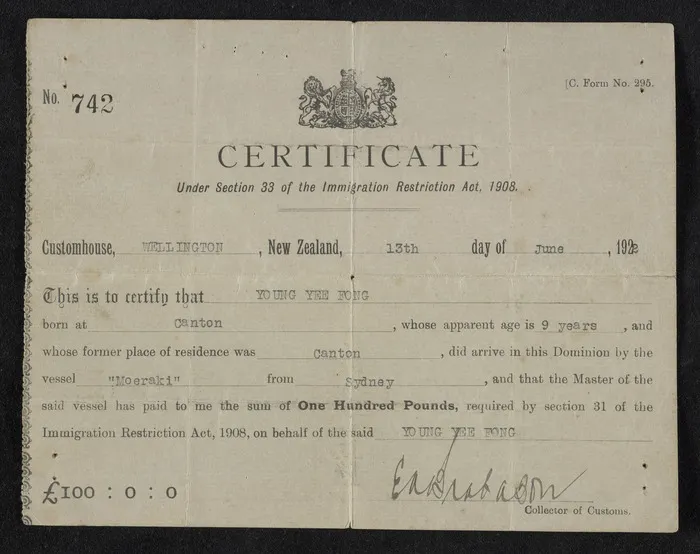 No. 742
[C. Form No. 295.
CERTIFICATE
Under Section 33 of the Immigration Restriction Act, 1908.
Customhouse, WELLINGTON, New Zealand, 13th day of June, 192
This is to certify that YOUNG YEE FONG
born at Canton, whose apparent age is 9 years, and
whose former place of residence was Canton, did arrive in this Dominion by the
vessel "Moeraki" from Sydney, and that the Master of the
said vessel has paid to me the sum of One Hundred Pounds, required by section 31 of the
Immigration Restriction Act, 1908, on behalf of the said YOUNG YEE FONG
£100 : 0 : 0
Collector of Customs.